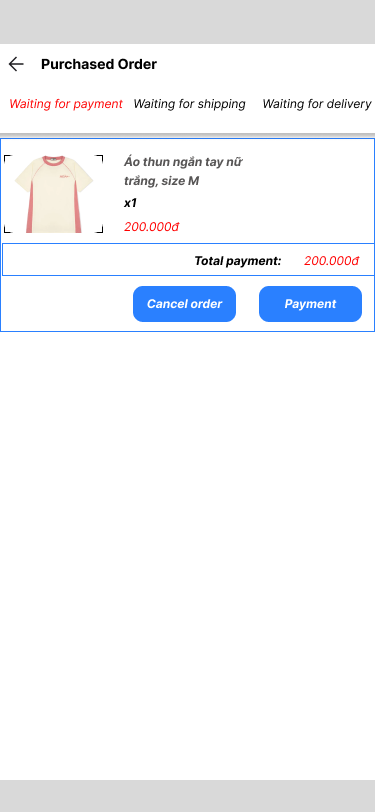 Purchased Order
Waiting for payment Waiting for shipping Waiting for delivery
Áo thun ngắn tay nữ
trắng, size M
x1
200.000đ
Total payment: 200.000đ
Cancel order Payment